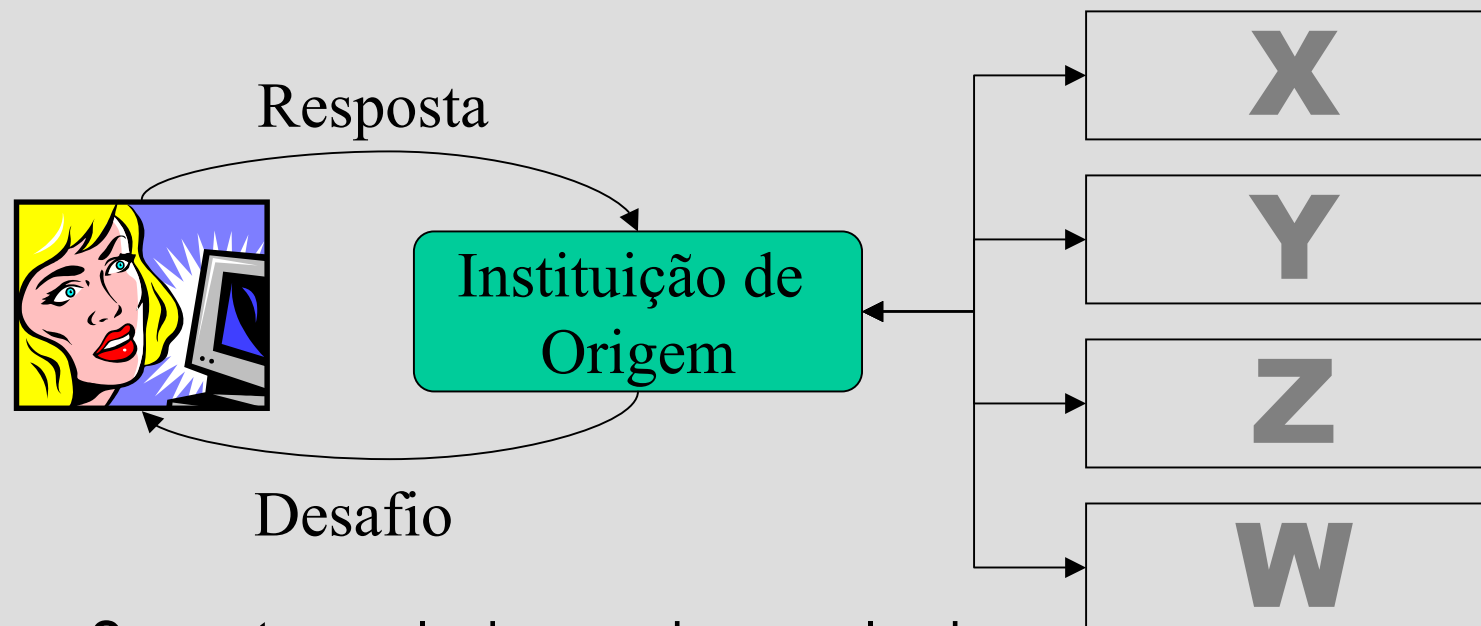 Resposta
Instituição de
Origem
Desafio
X
Y
Z
W